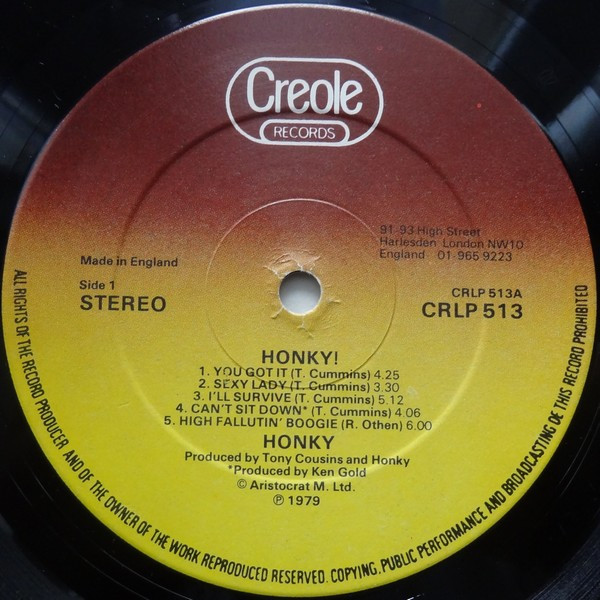 Creole
RECORDS
91-93 High Street
Harlesden London NW10
England 01-965 9223
Made in England
Side 1
STEREO
CRLP 513A
CRLP 513
HONKY!
1. YOU GOT IT (T. Cummins) 4.25
2. SEXY LADY (T. Cummins) 3.30
3. I'LL SURVIVE (T. Cummins) 5.12
4. CAN'T SIT DOWN* (T. Cummins) 4.06
5. HIGH FALLUTIN' BOOGIE (R. Othen) 6.00
HONKY
Produced by Tony Cousins and Honky
*Produced by Ken Gold
© Aristocrat M. Ltd.
℗ 1979
ALL RIGHTS OF THE RECORD PRODUCER AND OF THE OWNER OF THE WORK REPRODUCED RESERVED. COPYING, PUBLIC PERFORMANCE AND BROADCASTING OF THIS RECORD PROHIBITED